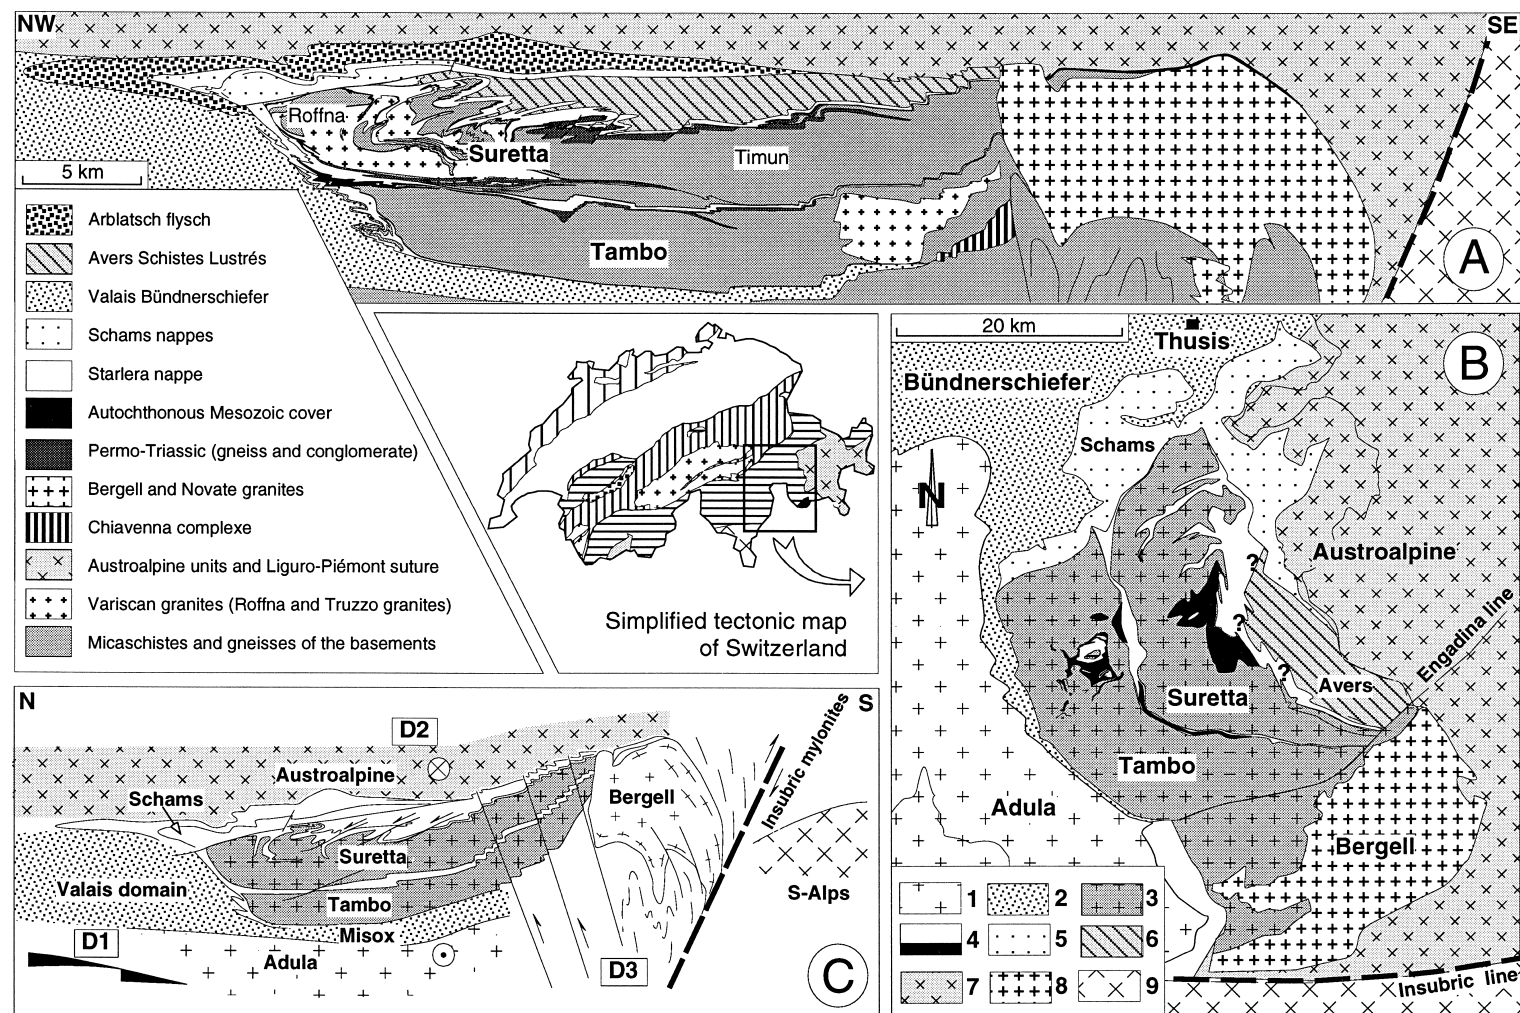 NW
SE
Roffna
Suretta
Timun
5 km
Tambo
A
Arblatsch flysch
Avers Schistes Lustrés
Valais Bündnerschiefer
Schams nappes
Starlera nappe
Autochthonous Mesozoic cover
Permo-Triassic (gneiss and conglomerate)
Bergell and Novate granites
Chiavenna complexe
Austroalpine units and Liguro-Piémont suture
Variscan granites (Roffna and Truzzo granites)
Micaschistes and gneisses of the basements
Simplified tectonic map
of Switzerland
20 km
Thusis
B
Bündnerschiefer
Schams
N
Austroalpine
?
?
?
Engadina line
Avers
Suretta
Tambo
Adula
Bergell
1
2
3
4
5
6
7
8
9
Insubric line
N
S
D2
Austroalpine
Schams
Insubric mylonites
Bergell
Suretta
Valais domain
Tambo
S-Alps
Misox
D1
Adula
D3
C